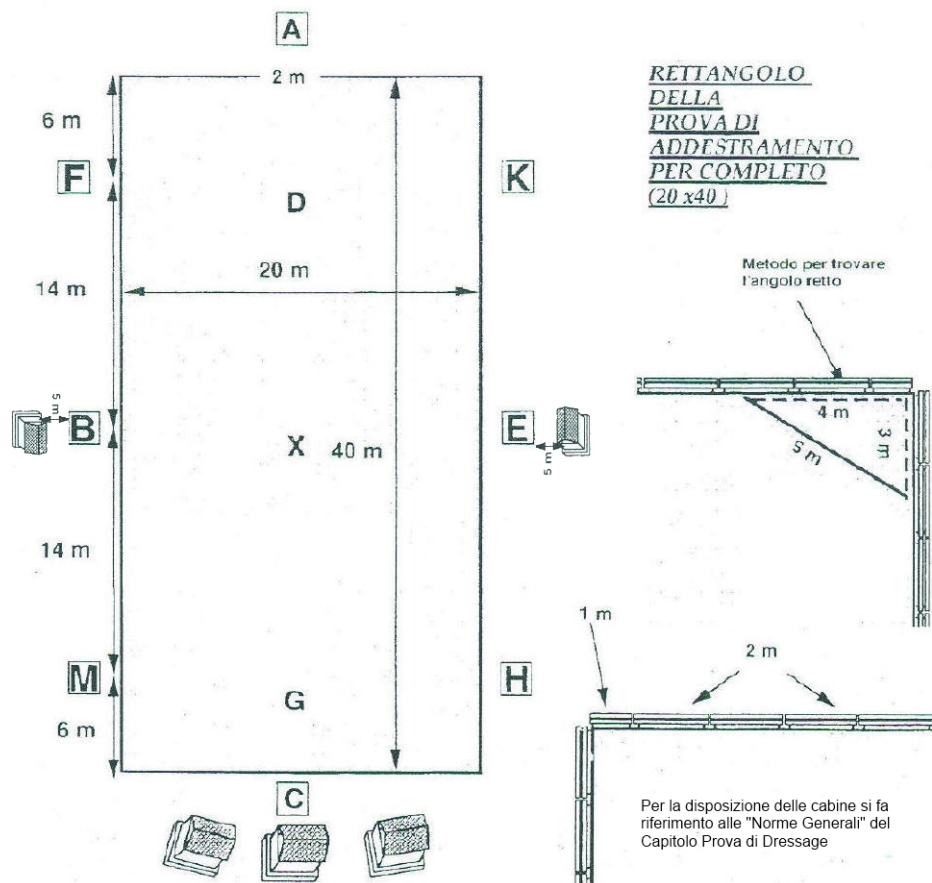 A
2 m
6 m
F
K
D
20 m
14 m
5 m
B
X
40 m
E
5 m
14 m
M
H
G
6 m
C
RETTANGOLO
DELLA
PROVA DI
ADDESTRAMENTO
PER COMPLETO
(20 x40 )
Metodo per trovare
l'angolo retto
4 m
3 m
5 m
1 m
2 m
Per la disposizione delle cabine si fa
riferimento alle "Norme Generali" del
Capitolo Prova di Dressage